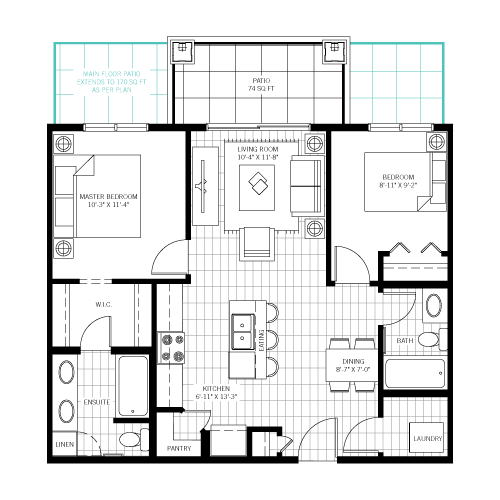 MAIN FLOOR PATIO
EXTENDS TO 170 SQ FT
AS PER PLAN
PATIO
74 SQ FT
LIVING ROOM
10'-4" X 11'-8"
BEDROOM
8'-11" X 9'-2"
MASTER BEDROOM
10'-3" X 11'-4"
W.I.C.
EATING
BATH
DINING
8'-7" X 7'-0"
KITCHEN
6'-11" X 13'-3"
ENSUITE
LINEN
PANTRY
LAUNDRY